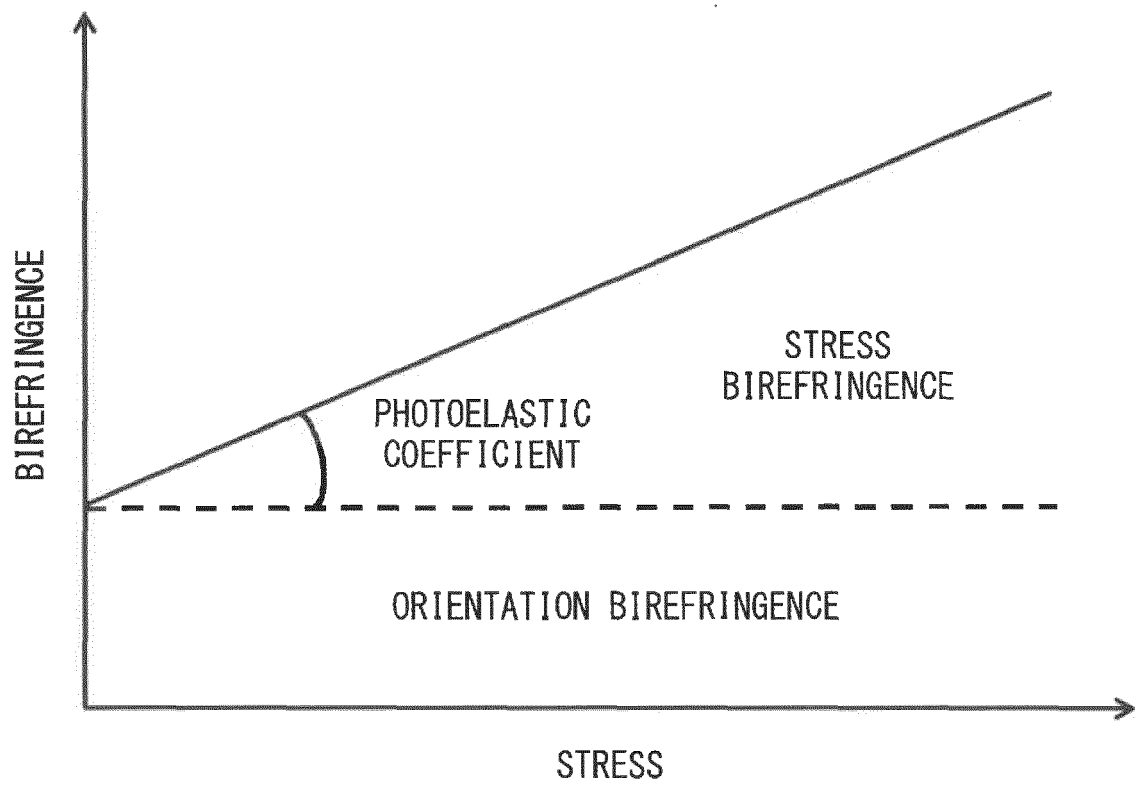 BIREFRINGENCE
STRESS
BIREFRINGENCE
PHOTOELASTIC
COEFFICIENT
ORIENTATION BIREFRINGENCE
STRESS